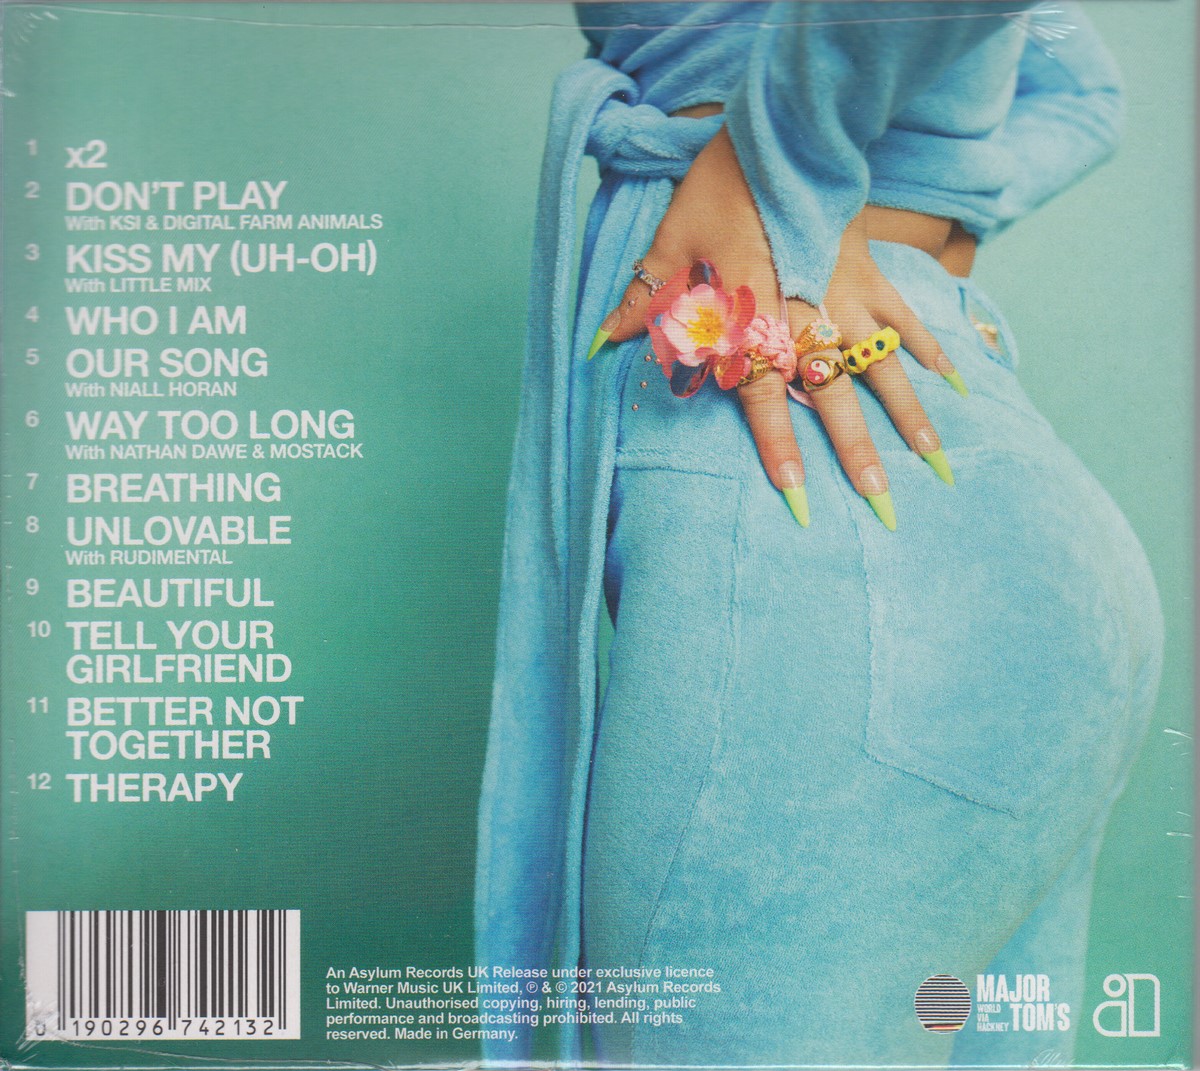 1 x2
2 DON'T PLAY
With KSI & DIGITAL FARM ANIMALS
3 KISS MY (UH-OH)
With LITTLE MIX
4 WHO I AM
5 OUR SONG
With NIALL HORAN
6 WAY TOO LONG
With NATHAN DAWE & MOSTACK
7 BREATHING
8 UNLOVABLE
With RUDIMENTAL
9 BEAUTIFUL
10 TELL YOUR
GIRLFRIEND
11 BETTER NOT
TOGETHER
12 THERAPY
0 190296 742132
An Asylum Records UK Release under exclusive licence
to Warner Music UK Limited, ℗ & © 2021 Asylum Records
Limited. Unauthorised copying, hiring, lending, public
performance and broadcasting prohibited. All rights
reserved. Made in Germany.
MAJOR
WORLD
VIA
HACKNEY
TOM'S